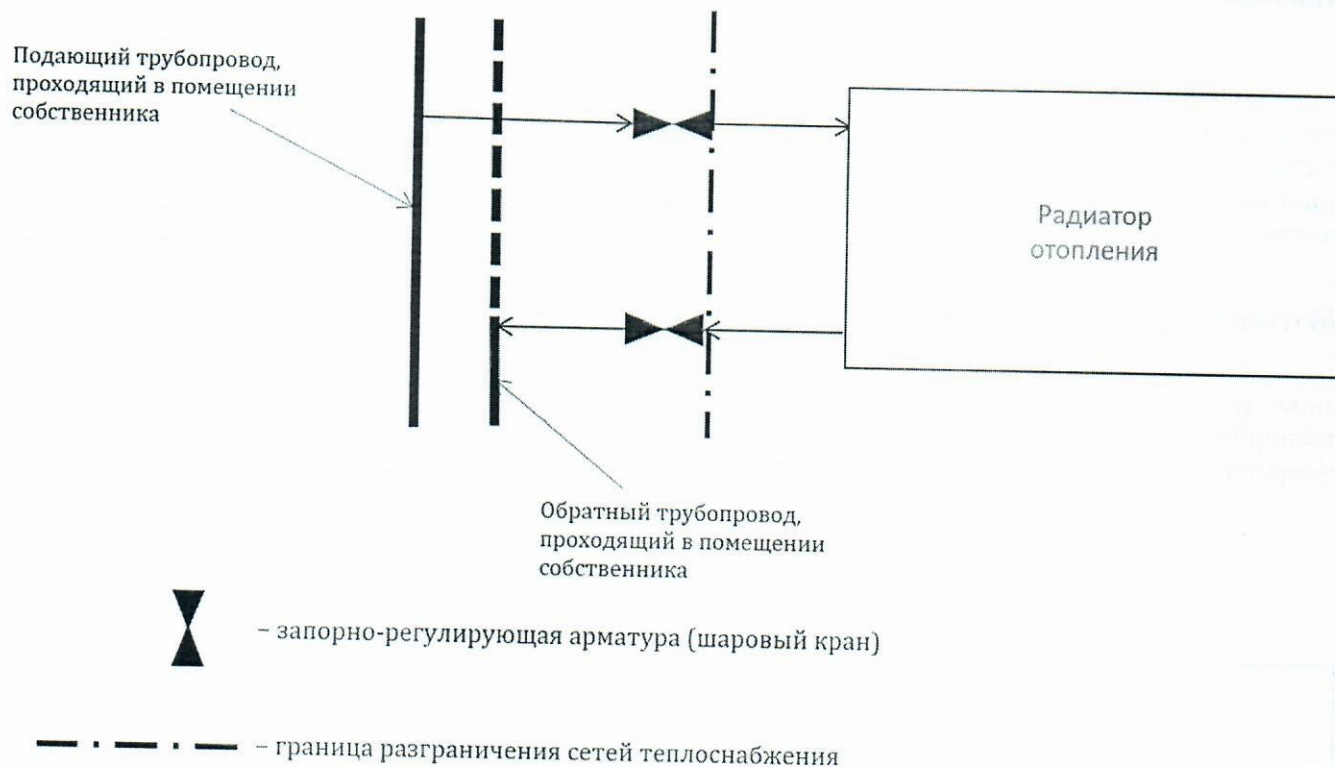 Подающий трубопровод,
проходящий в помещении
собственника
Радиатор
отопления
Обратный трубопровод,
проходящий в помещении
собственника
– запорно-регулирующая арматура (шаровый кран)
– граница разграничения сетей теплоснабжения